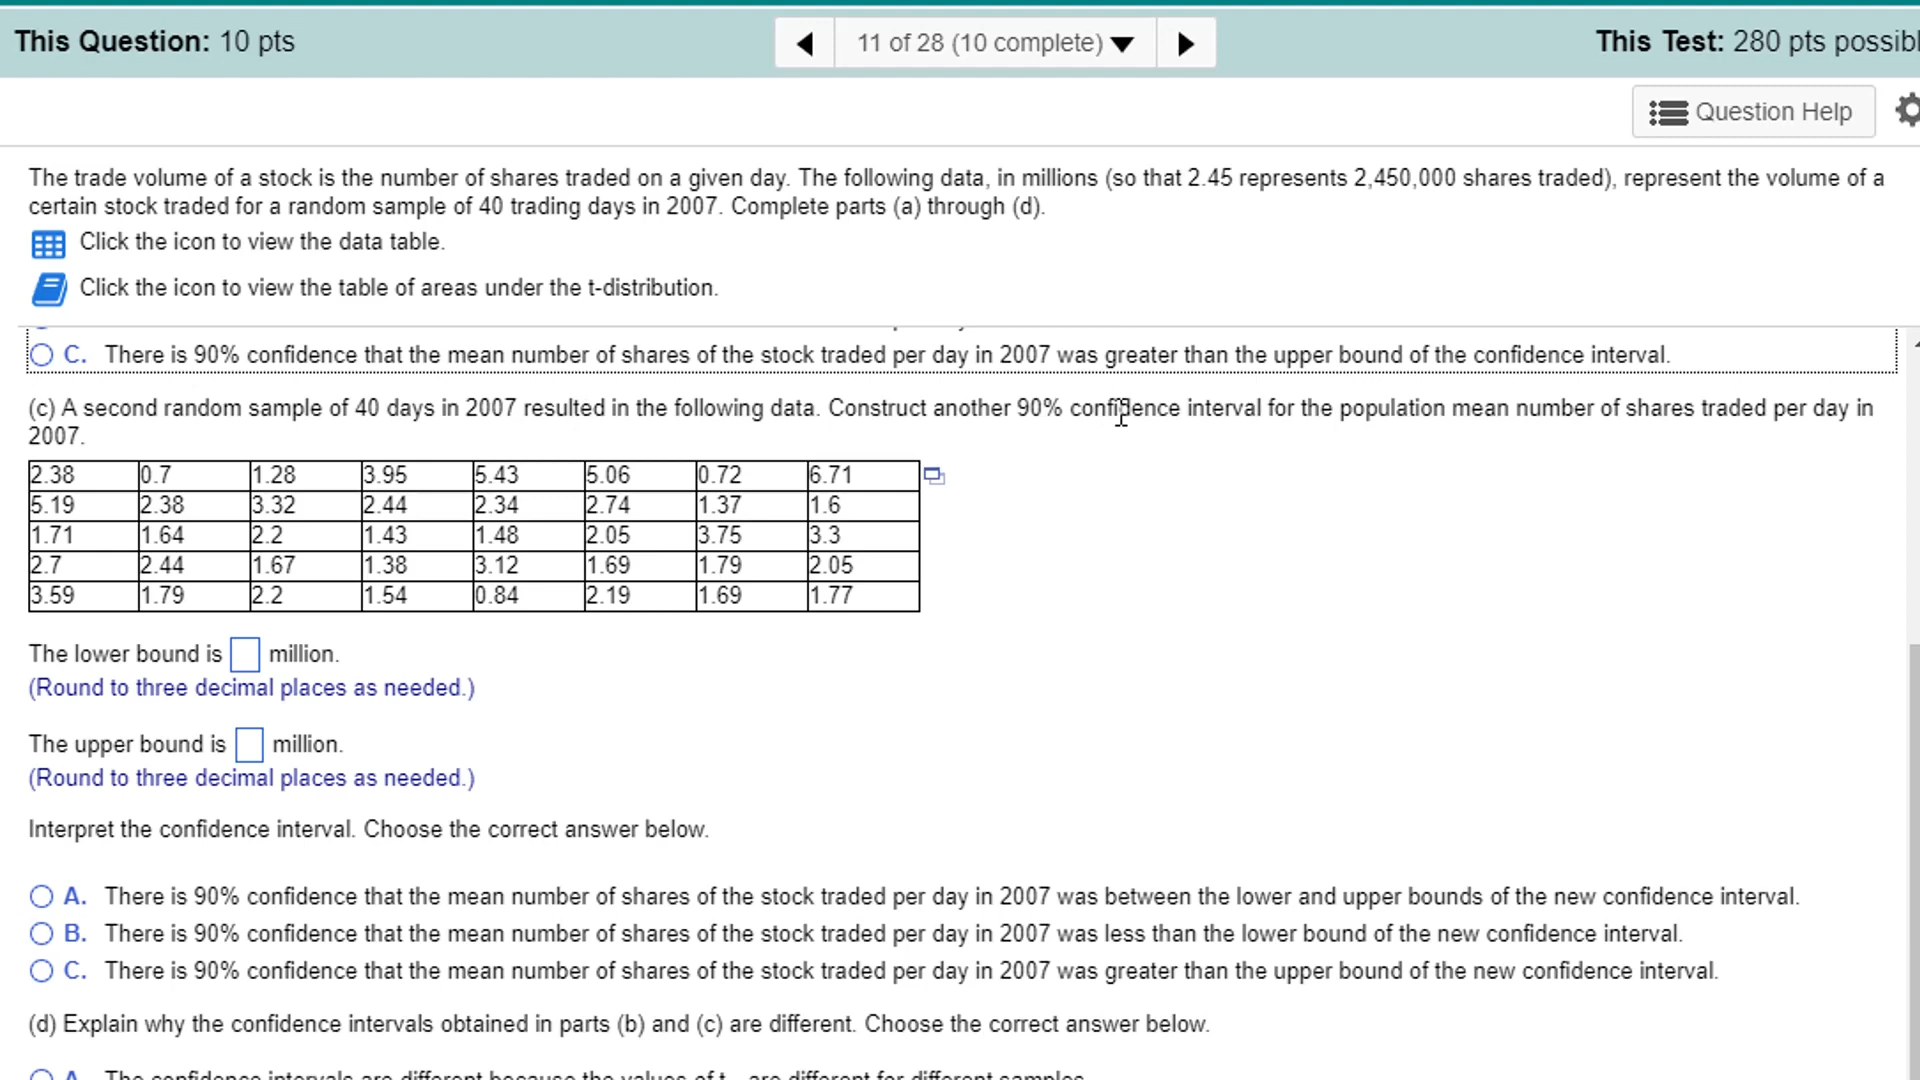 This Question: 10 pts
11 of 28 (10 complete)
This Test: 280 pts possibl
Question Help
The trade volume of a stock is the number of shares traded on a given day. The following data, in millions (so that 2.45 represents 2,450,000 shares traded), represent the volume of a
certain stock traded for a random sample of 40 trading days in 2007. Complete parts (a) through (d).
Click the icon to view the data table.
Click the icon to view the table of areas under the t-distribution.
C. There is 90% confidence that the mean number of shares of the stock traded per day in 2007 was greater than the upper bound of the confidence interval.
(c) A second random sample of 40 days in 2007 resulted in the following data. Construct another 90% confidence interval for the population mean number of shares traded per day in
2007.
2.38 0.7 1.28 3.95 5.43 5.06 0.72 6.71
5.19 2.38 3.32 2.44 2.34 2.74 1.37 1.6
1.71 1.64 2.2 1.43 1.48 2.05 3.75 3.3
2.7 2.44 1.67 1.38 3.12 1.69 1.79 2.05
3.59 1.79 2.2 1.54 0.84 2.19 1.69 1.77
The lower bound is million.
(Round to three decimal places as needed.)
The upper bound is million.
(Round to three decimal places as needed.)
Interpret the confidence interval. Choose the correct answer below.
A. There is 90% confidence that the mean number of shares of the stock traded per day in 2007 was between the lower and upper bounds of the new confidence interval.
B. There is 90% confidence that the mean number of shares of the stock traded per day in 2007 was less than the lower bound of the new confidence interval.
C. There is 90% confidence that the mean number of shares of the stock traded per day in 2007 was greater than the upper bound of the new confidence interval.
(d) Explain why the confidence intervals obtained in parts (b) and (c) are different. Choose the correct answer below.
A. The confidence intervals are different because the values of t are different for different samples.